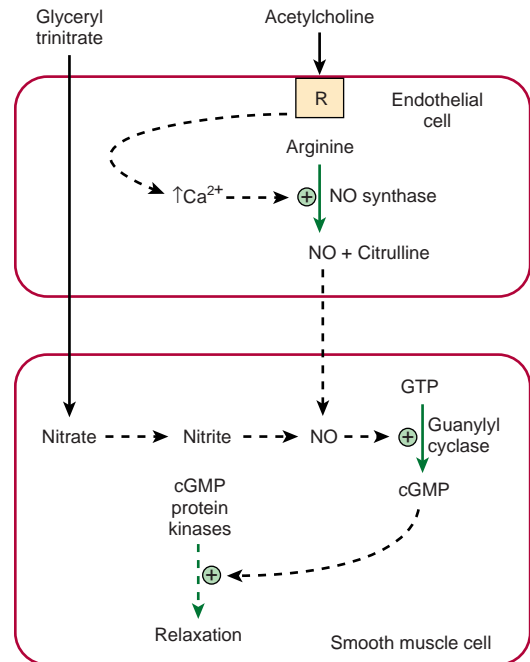 Glyceryl
trinitrate
Acetylcholine
R
Endothelial
cell
Arginine
↑Ca²⁺
+
NO synthase
NO + Citrulline
GTP
Nitrate
Nitrite
NO
+
Guanylyl
cyclase
cGMP
protein
kinases
cGMP
+
Relaxation
Smooth muscle cell